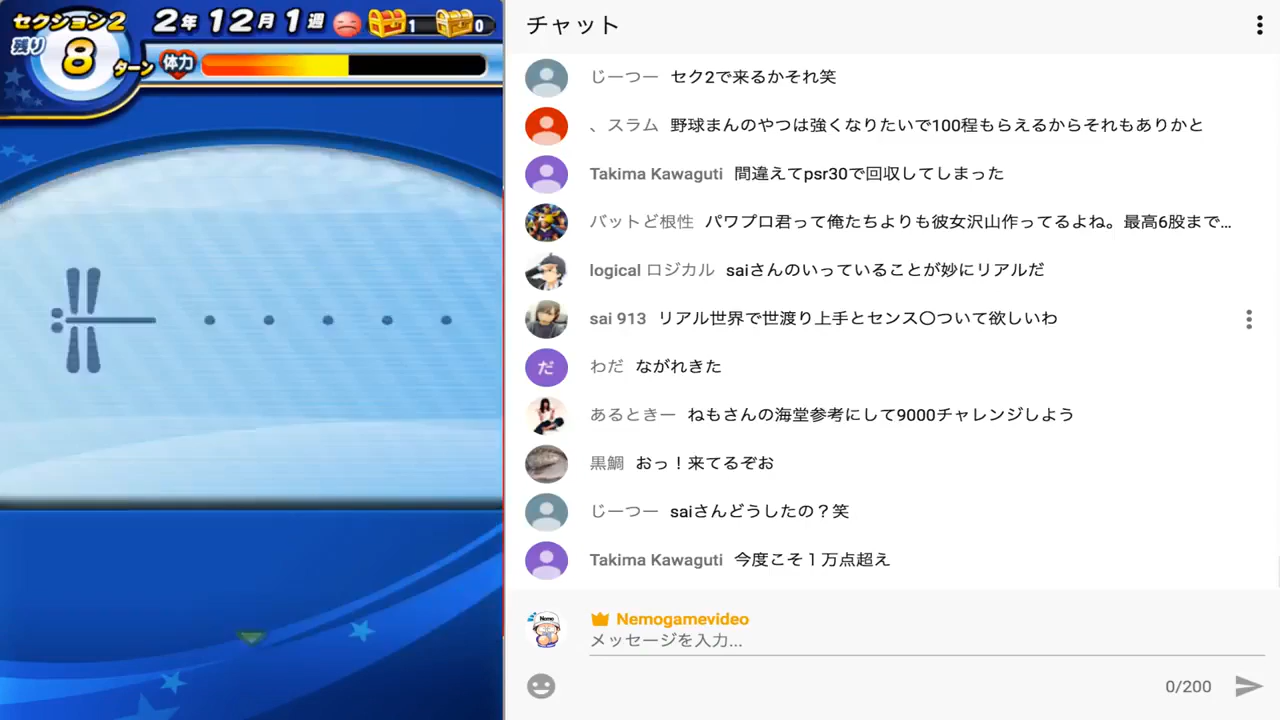 セクション2
2年12月1週
1
0
残り
8
ターン
体力
チャット
じーつー セク2で来るかそれ笑
、スラム 野球まんのやつは強くなりたいで100程もらえるからそれもありかと
Takima Kawaguti 間違えてpsr30で回収してしまった
バットど根性 パワプロ君って俺たちよりも彼女沢山作ってるよね。最高6股まで...
logical ロジカル saiさんのいっていることが妙にリアルだ
sai 913 リアル世界で世渡り上手とセンス〇ついて欲しいわ
だ
わだ ながれきた
あるときー ねもさんの海堂参考にして9000チャレンジしよう
黒鯛 おっ！来てるぞお
じーつー saiさんどうしたの？笑
Takima Kawaguti 今度こそ１万点超え
Nemogamevideo
メッセージを入力...
0/200